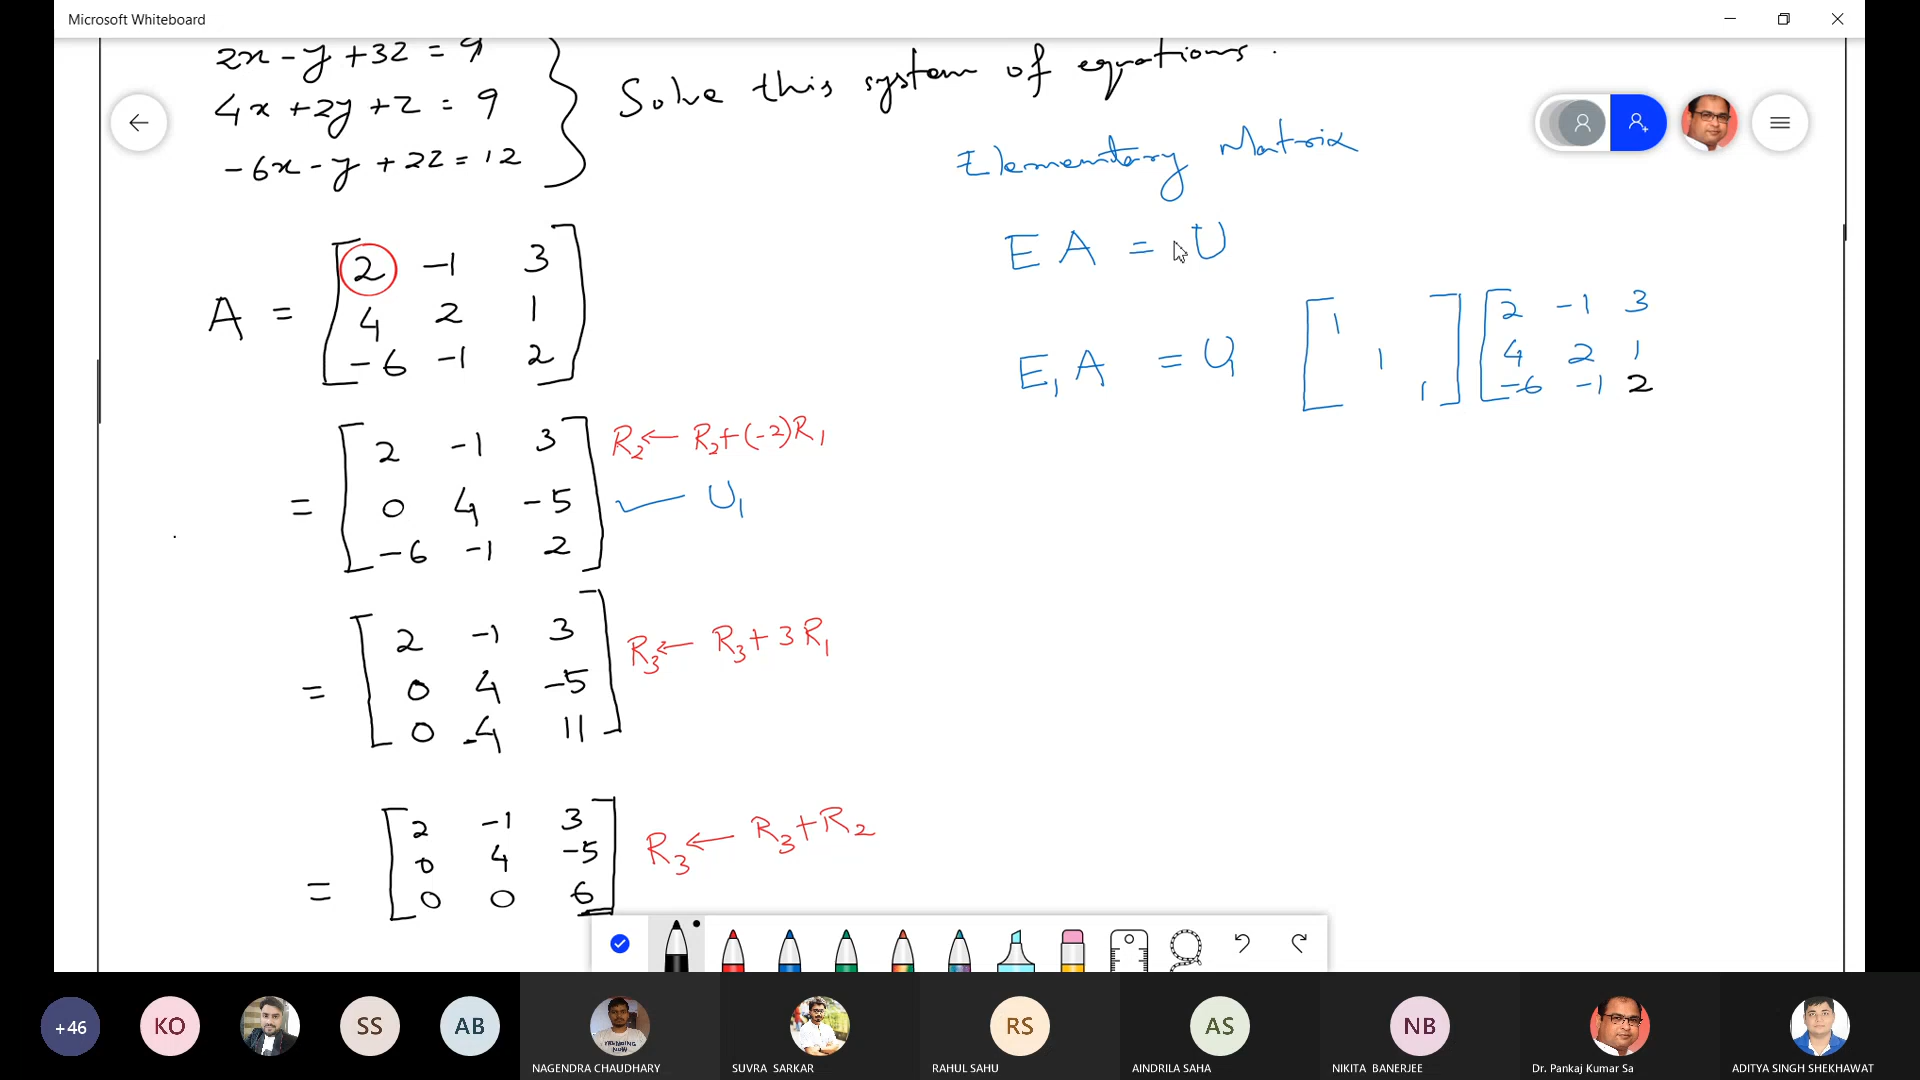 Microsoft Whiteboard
2x - y + 3z = 9
4x + 2y + z = 9
-6x - y + 2z = 12
Solve this system of equations.
A = [ 2 -1 3
4 2 1
-6 -1 2 ]
= [ 2 -1 3
0 4 -5
-6 -1 2 ]
R2 ← R2 + (-2)R1
U1
= [ 2 -1 3
0 4 -5
0 -4 11 ]
R3 ← R3 + 3R1
= [ 2 -1 3
0 4 -5
0 0 6 ]
R3 ← R3 + R2
Elementary Matrix
E A = U
E1 A = U
[ 1
1
1 ]
[ 2 -1 3
4 2 1
-6 -1 2 ]
+46
KO
SS
AB
NAGENDRA CHAUDHARY
SUVRA SARKAR
RS
RAHUL SAHU
AS
AINDRILA SAHA
NB
NIKITA BANERJEE
Dr. Pankaj Kumar Sa
ADITYA SINGH SHEKHAWAT